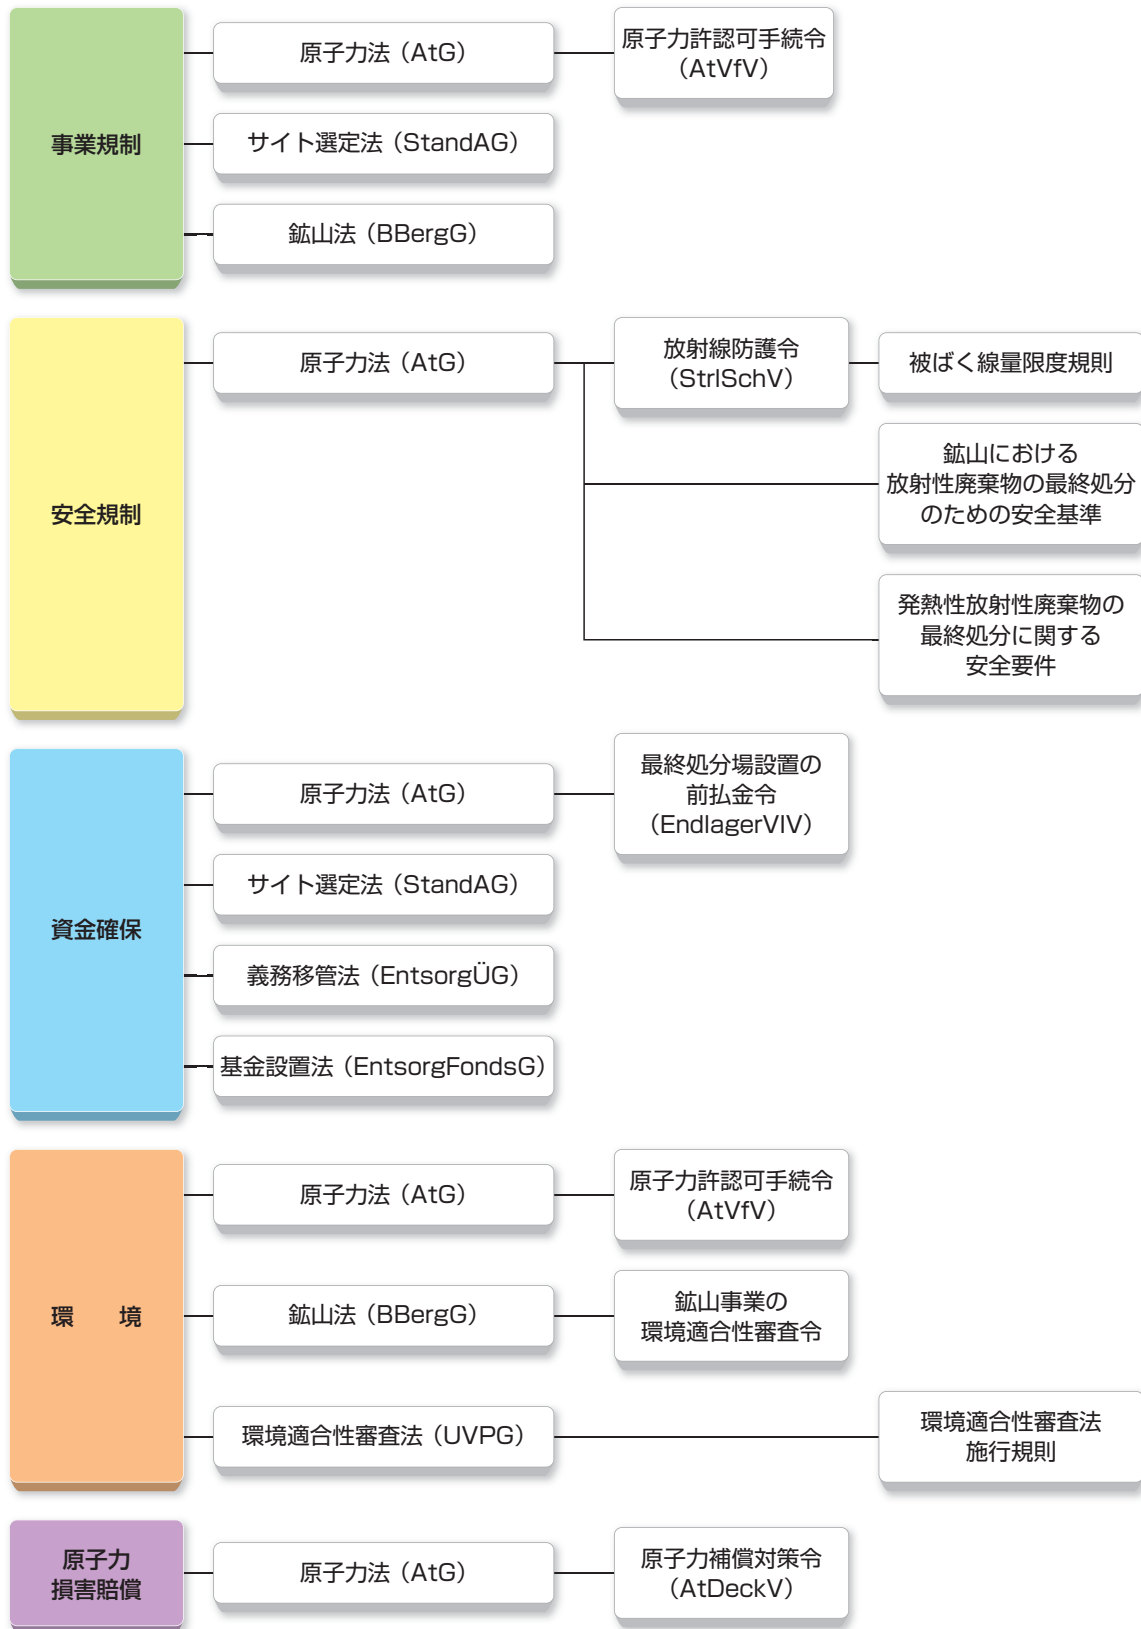 事業規制
原子力法（AtG）
原子力許認可手続令
（AtVfV）
サイト選定法（StandAG）
鉱山法（BBergG）
安全規制
原子力法（AtG）
放射線防護令
（StrlSchV）
被ばく線量限度規則
鉱山における
放射性廃棄物の最終処分
のための安全基準
発熱性放射性廃棄物の
最終処分に関する
安全要件
資金確保
原子力法（AtG）
最終処分場設置の
前払金令
（EndlagerVlV）
サイト選定法（StandAG）
義務移管法（EntsorgÜG）
基金設置法（EntsorgFondsG）
環　　境
原子力法（AtG）
原子力許認可手続令
（AtVfV）
鉱山法（BBergG）
鉱山事業の
環境適合性審査令
環境適合性審査法（UVPG）
環境適合性審査法
施行規則
原子力
損害賠償
原子力法（AtG）
原子力補償対策令
（AtDeckV）